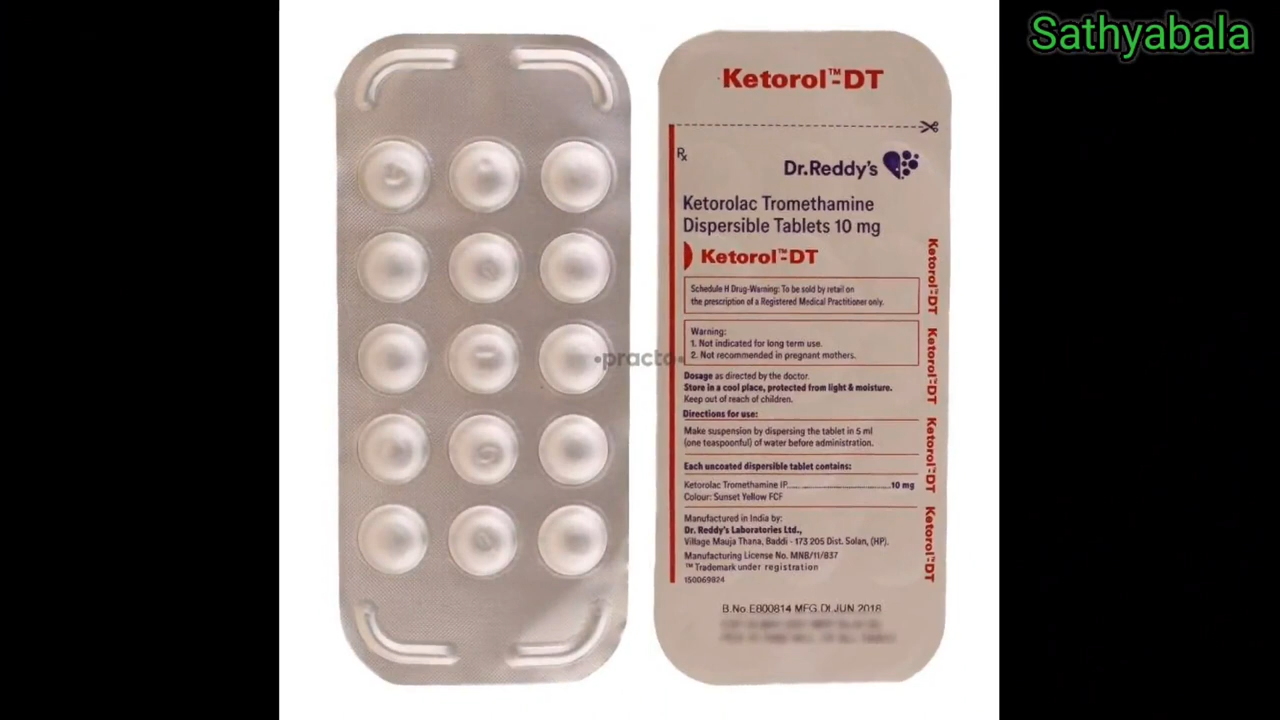 Sathyabala
Ketorol™-DT
Rx
Dr.Reddy's
Ketorolac Tromethamine
Dispersible Tablets 10 mg
Ketorol™-DT
Schedule H Drug-Warning: To be sold by retail on
the prescription of a Registered Medical Practitioner only.
Warning:
1. Not indicated for long term use.
2. Not recommended in pregnant mothers.
•practo•
Dosage as directed by the doctor.
Store in a cool place, protected from light & moisture.
Keep out of reach of children.
Directions for use:
Make suspension by dispersing the tablet in 5 ml
(one teaspoonful) of water before administration.
Each uncoated dispersible tablet contains:
Ketorolac Tromethamine IP..........................10 mg
Colour: Sunset Yellow FCF
Manufactured in India by:
Dr. Reddy's Laboratories Ltd.,
Village Mauja Thana, Baddi - 173 205 Dist. Solan, (HP).
Manufacturing License No. MNB/11/837
™ Trademark under registration
150069824
Ketorol™-DT
Ketorol™-DT
Ketorol™-DT
Ketorol™-DT
B.No.E800814 MFG.Dt.JUN 2018